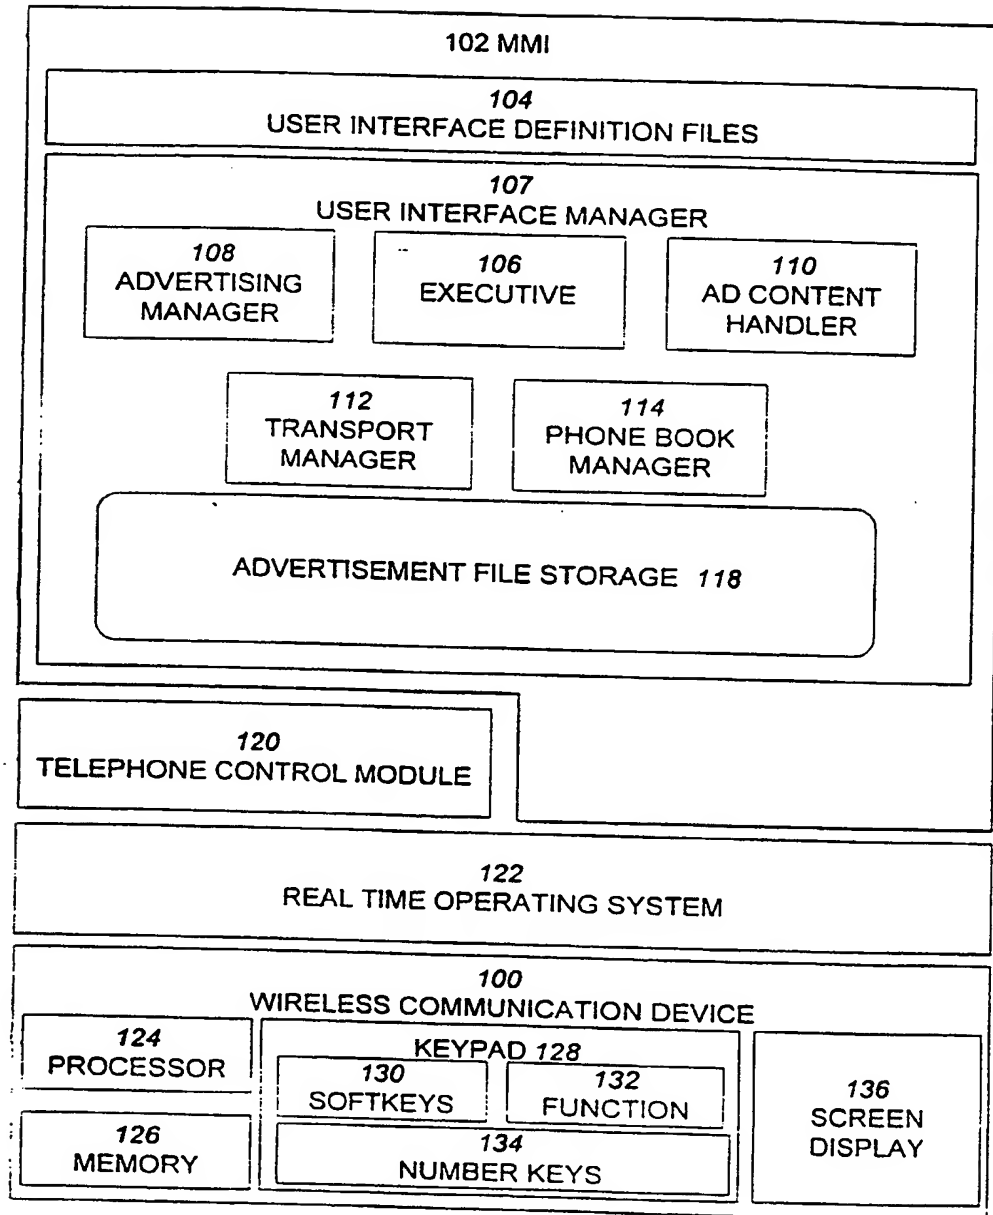 102 MMI
104
USER INTERFACE DEFINITION FILES
107
USER INTERFACE MANAGER
108
ADVERTISING
MANAGER
106
EXECUTIVE
110
AD CONTENT
HANDLER
112
TRANSPORT
MANAGER
114
PHONE BOOK
MANAGER
ADVERTISEMENT FILE STORAGE 118
120
TELEPHONE CONTROL MODULE
122
REAL TIME OPERATING SYSTEM
100
WIRELESS COMMUNICATION DEVICE
124
PROCESSOR
126
MEMORY
KEYPAD 128
130
SOFTKEYS
132
FUNCTION
134
NUMBER KEYS
136
SCREEN
DISPLAY